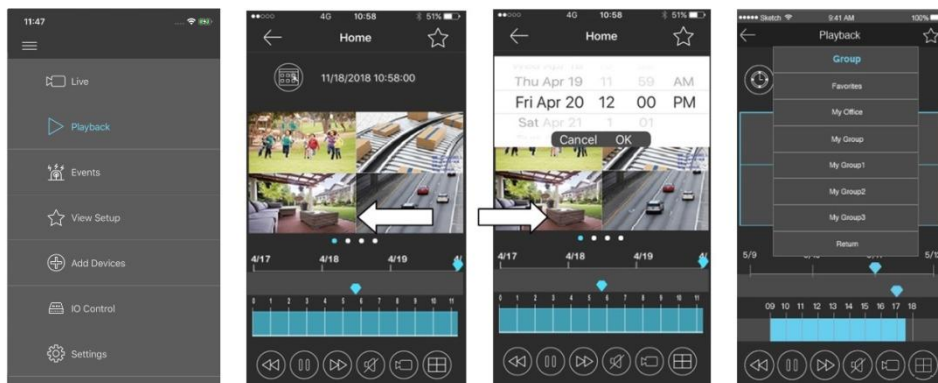 11:47
Live
Playback
Events
View Setup
Add Devices
IO Control
Settings
4G 10:58 51%
Home
11/18/2018 10:58:00
4/17 4/18 4/19 4/
0 1 2 3 4 5 6 7 8 9 10 11
4G 10:58 51%
Home
Thu Apr 19 11 59 AM
Fri Apr 20 12 00 PM
Sat Apr 21 1 01
Cancel OK
4/17 4/18 4/19 4/
0 1 2 3 4 5 6 7 8 9 10 11
Sketch 9:41 AM 100%
Playback
Group
Favorites
My Office
My Group
My Group1
My Group2
My Group3
Return
5/9
09 10 11 12 13 14 15 16 17 18